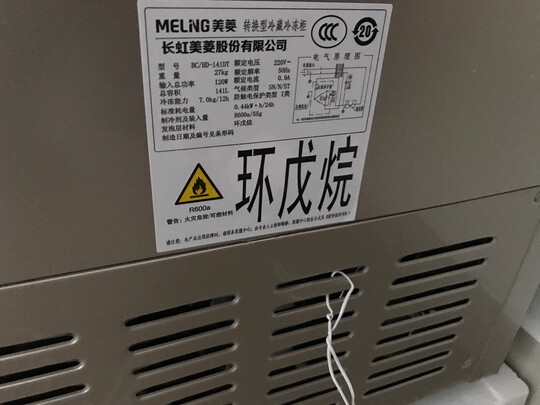 MELING美菱 转换型冷藏冷冻柜
长虹美菱股份有限公司
型号 BC/BD-141DT 额定电压 220V~
重量 27kg 额定频率 50Hz
输入总功率 120W 额定电流 0.9A
总容积 141L 气候类型 SN/N/ST
冷冻能力 7.0kg/12h 防触电保护类型 I类
标准耗电量 0.44kW·h/24h
制冷剂及装入量 R600a/55g
发泡层材料 环戊烷
制造日期及编号见条形码
CCC
20
电气原理图
R600a
警告：火灾危险/可燃材料
环戊烷